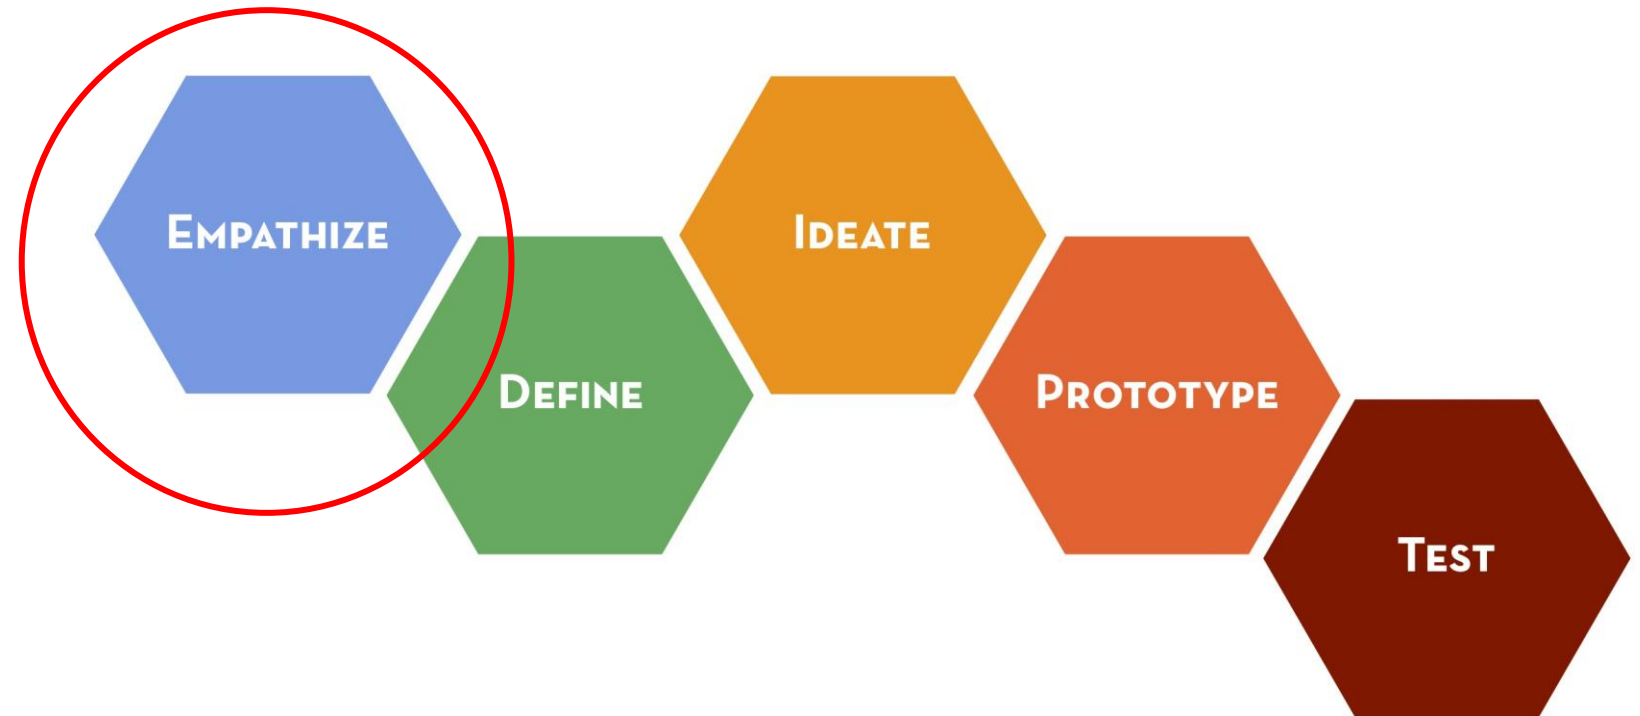 EMPATHIZE
DEFINE
IDEATE
PROTOTYPE
TEST